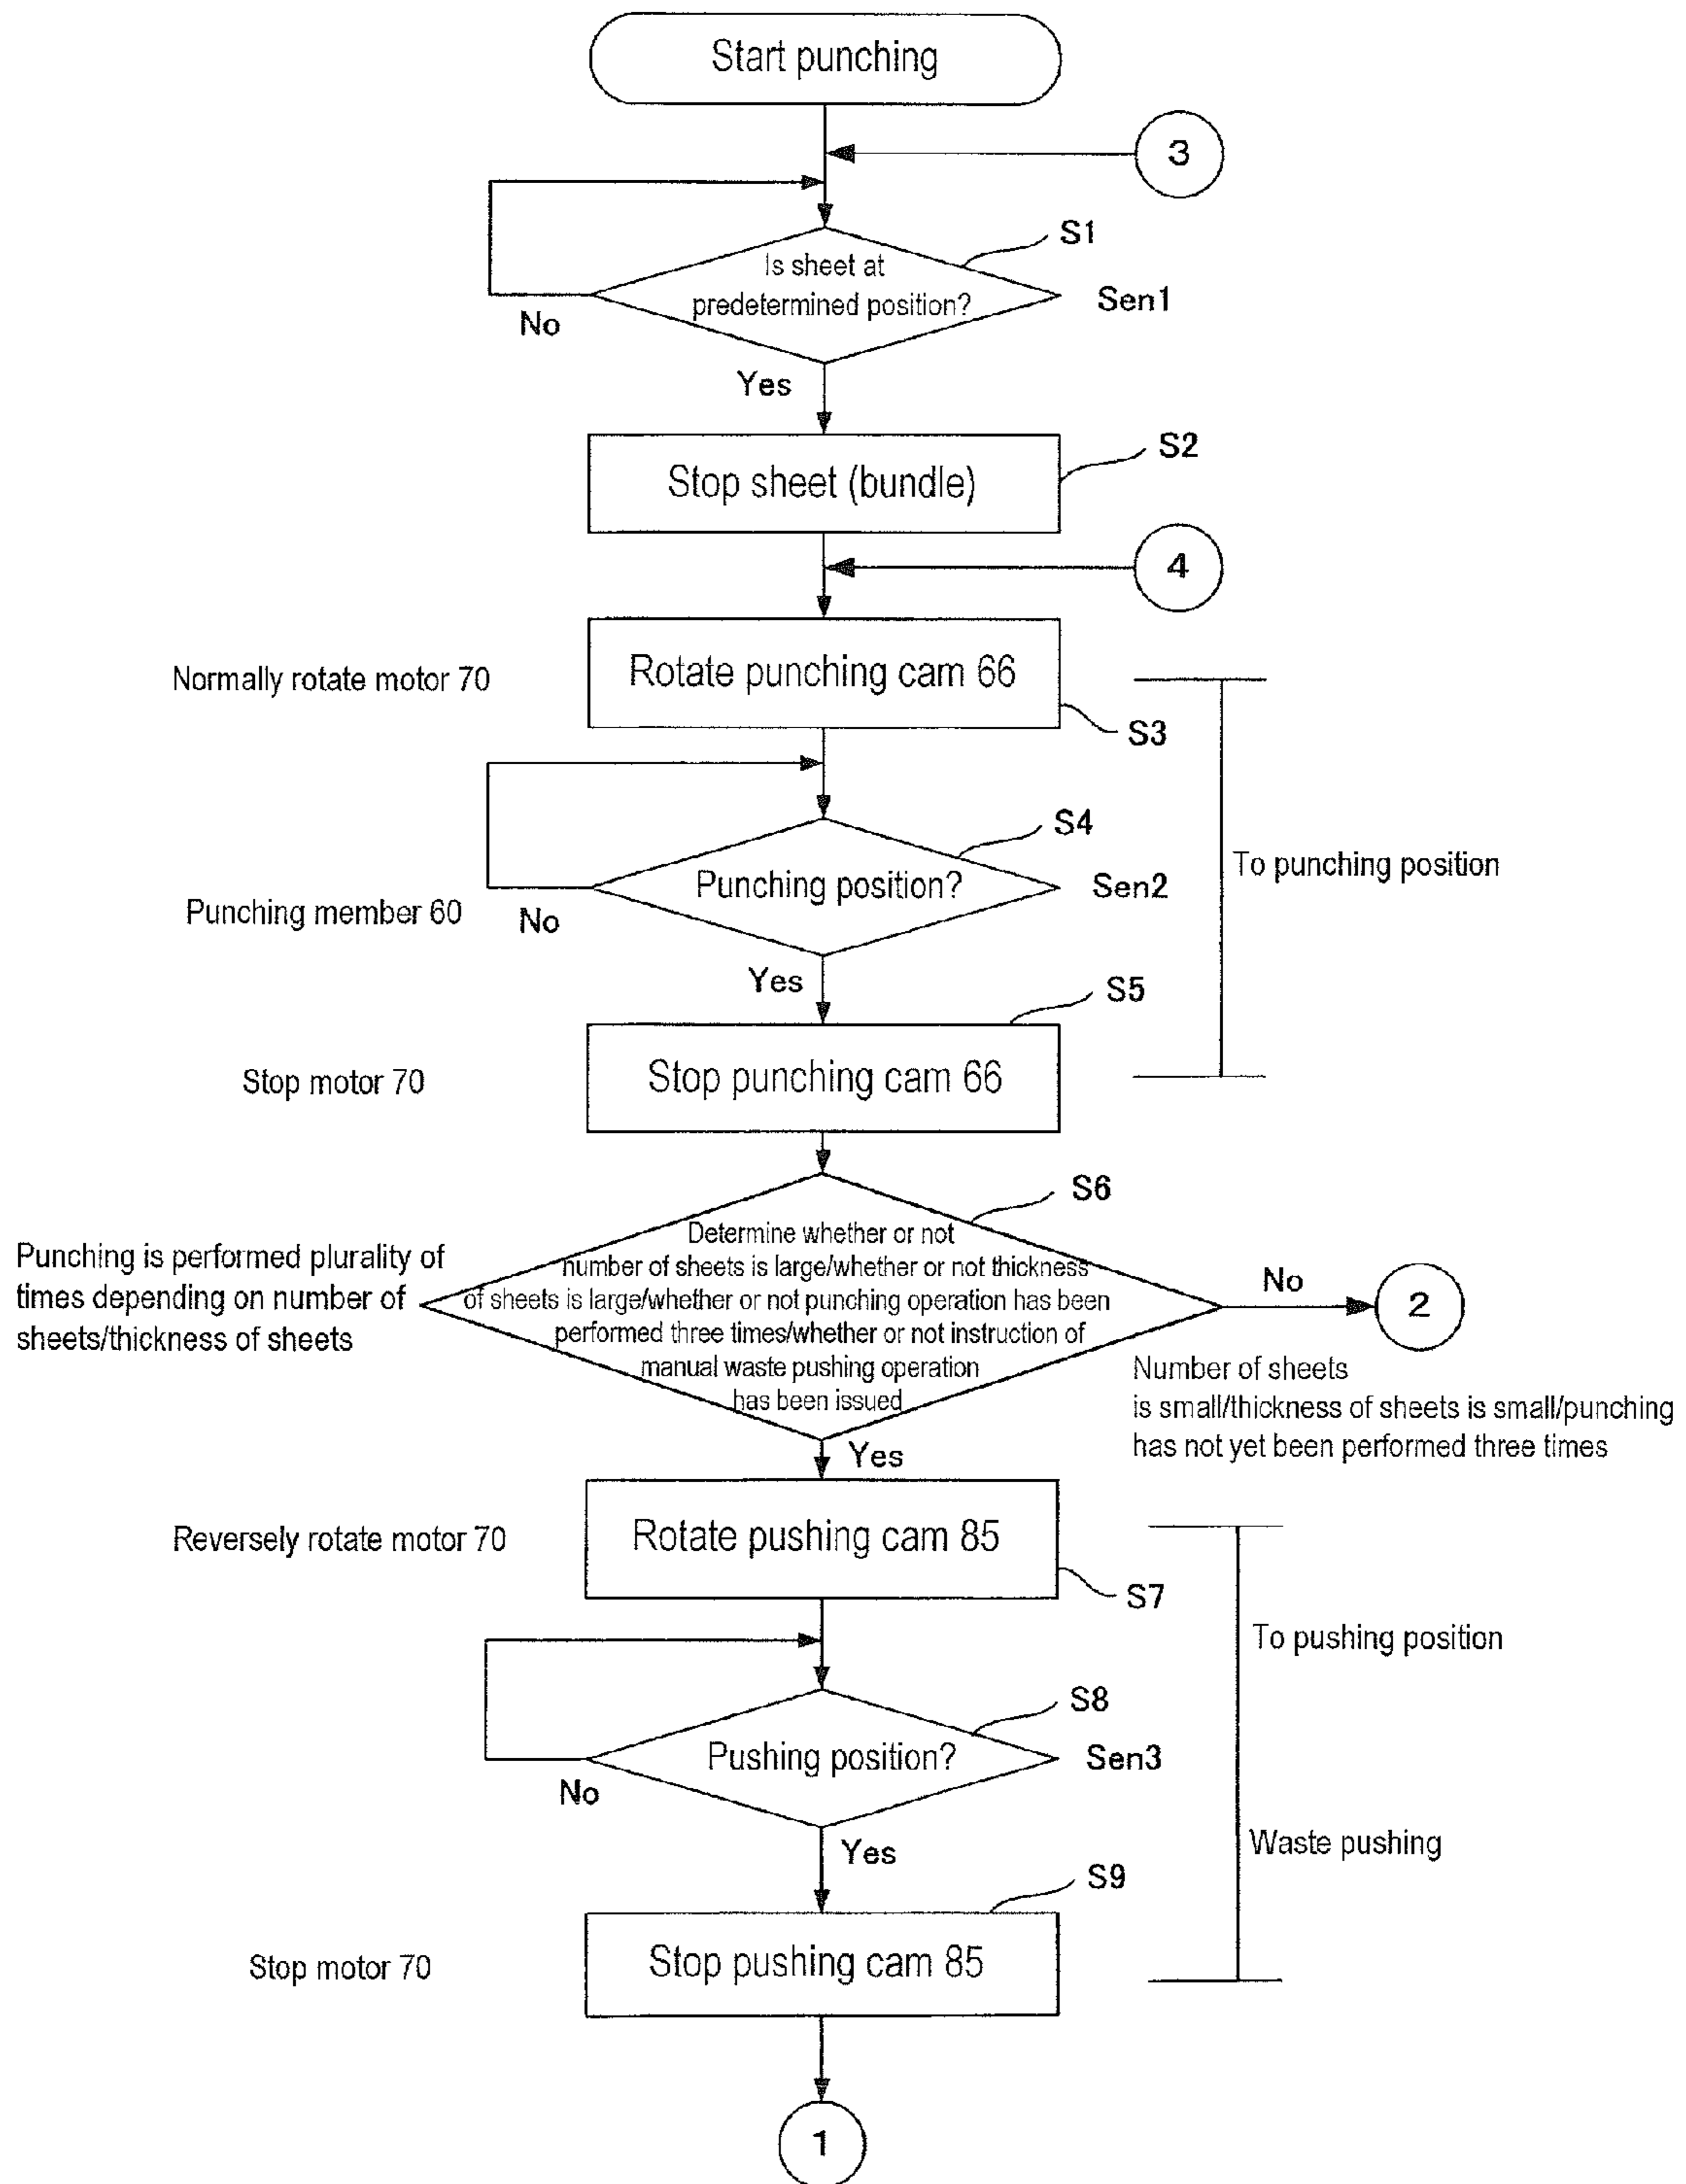 Start punching
3
S1
Is sheet at
predetermined position?
Sen1
No
Yes
S2
Stop sheet (bundle)
4
Normally rotate motor 70
Rotate punching cam 66
S3
S4
Punching position?
Sen2
To punching position
Punching member 60
No
Yes
S5
Stop motor 70
Stop punching cam 66
S6
Punching is performed plurality of
times depending on number of
sheets/thickness of sheets
Determine whether or not
number of sheets is large/whether or not thickness
of sheets is large/whether or not punching operation has been
performed three times/whether or not instruction of
manual waste pushing operation
has been issued
No
2
Number of sheets
is small/thickness of sheets is small/punching
has not yet been performed three times
Yes
Reversely rotate motor 70
Rotate pushing cam 85
S7
To pushing position
S8
Pushing position?
Sen3
No
Yes
Waste pushing
S9
Stop motor 70
Stop pushing cam 85
1